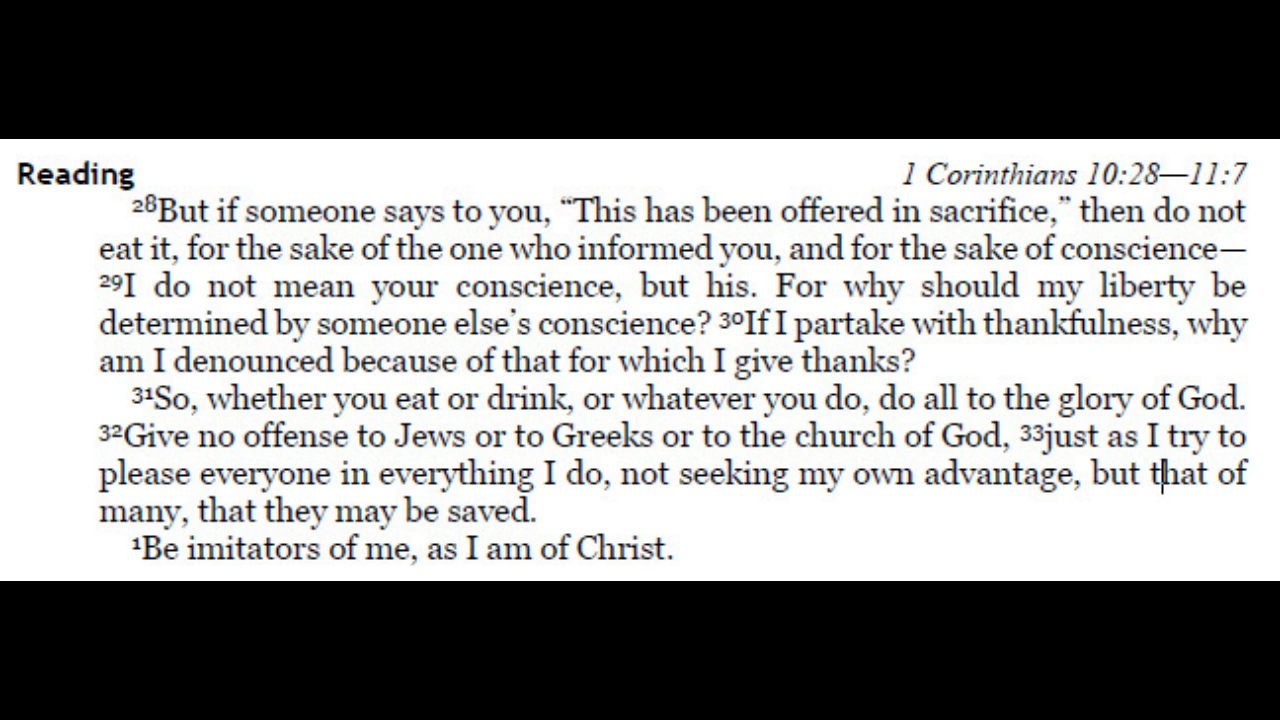 Reading 1 Corinthians 10:28—11:7
²⁸But if someone says to you, “This has been offered in sacrifice,” then do not
eat it, for the sake of the one who informed you, and for the sake of conscience—
²⁹I do not mean your conscience, but his. For why should my liberty be
determined by someone else’s conscience? ³⁰If I partake with thankfulness, why
am I denounced because of that for which I give thanks?
³¹So, whether you eat or drink, or whatever you do, do all to the glory of God.
³²Give no offense to Jews or to Greeks or to the church of God, ³³just as I try to
please everyone in everything I do, not seeking my own advantage, but that of
many, that they may be saved.
¹Be imitators of me, as I am of Christ.